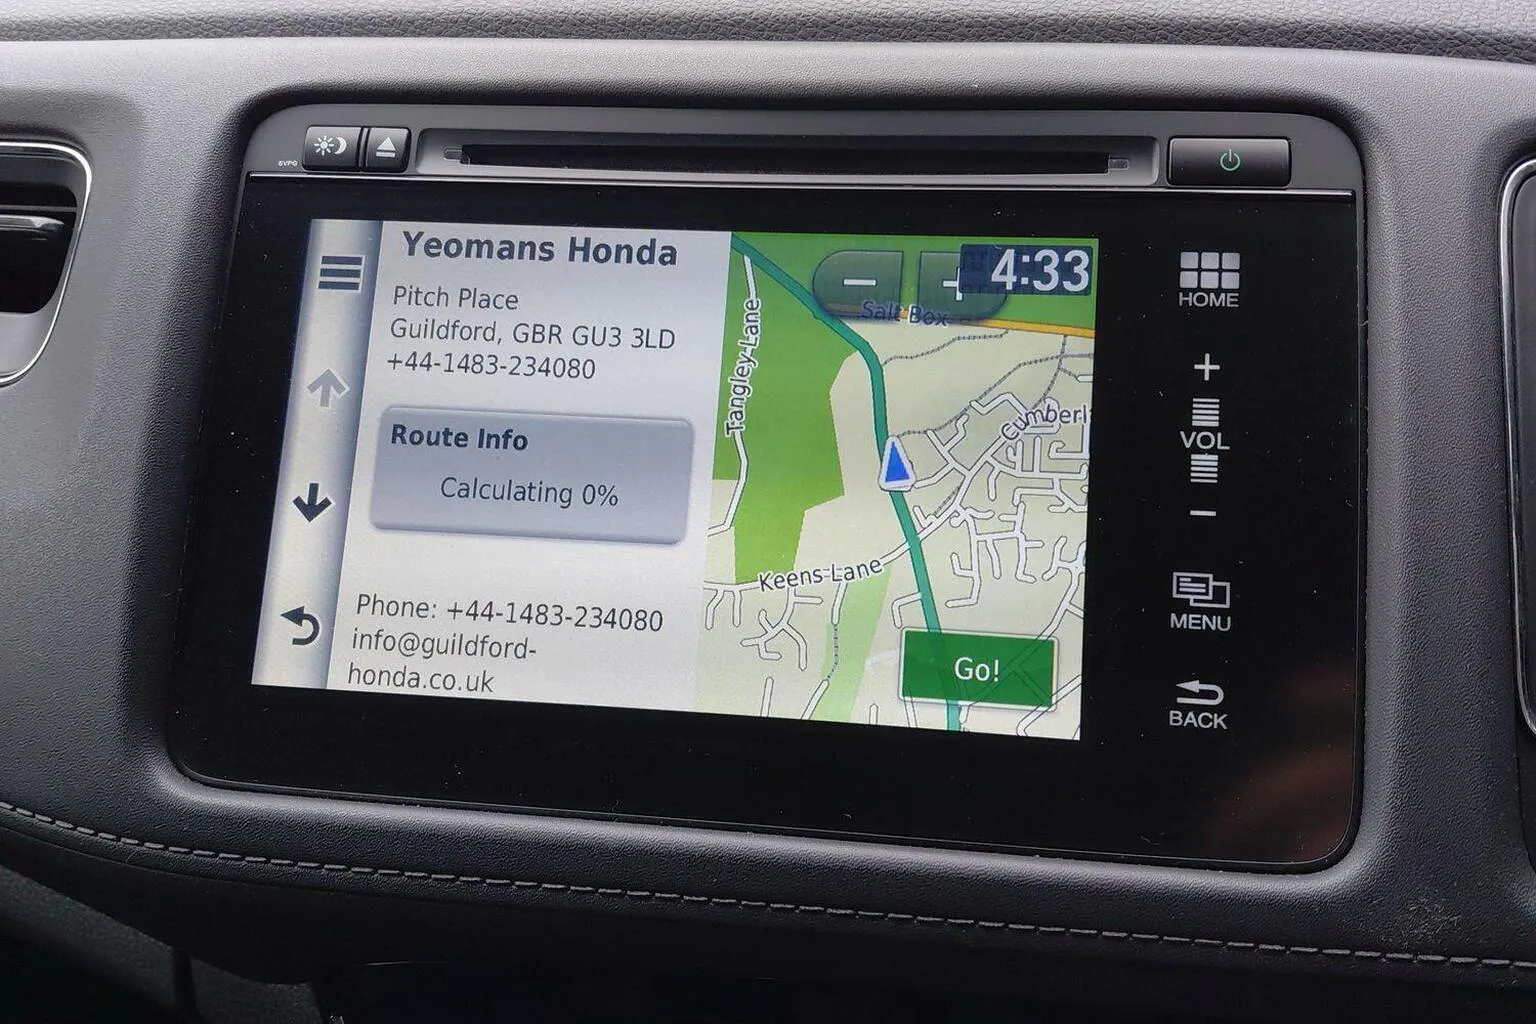 6VPG
Yeomans Honda
Pitch Place
Guildford, GBR GU3 3LD
+44-1483-234080
Route Info
Calculating 0%
Phone: +44-1483-234080
info@guildford-
honda.co.uk
4:33
Salt Box
Tangley Lane
Cumberl
Keens Lane
Go!
HOME
+
VOL
−
MENU
BACK